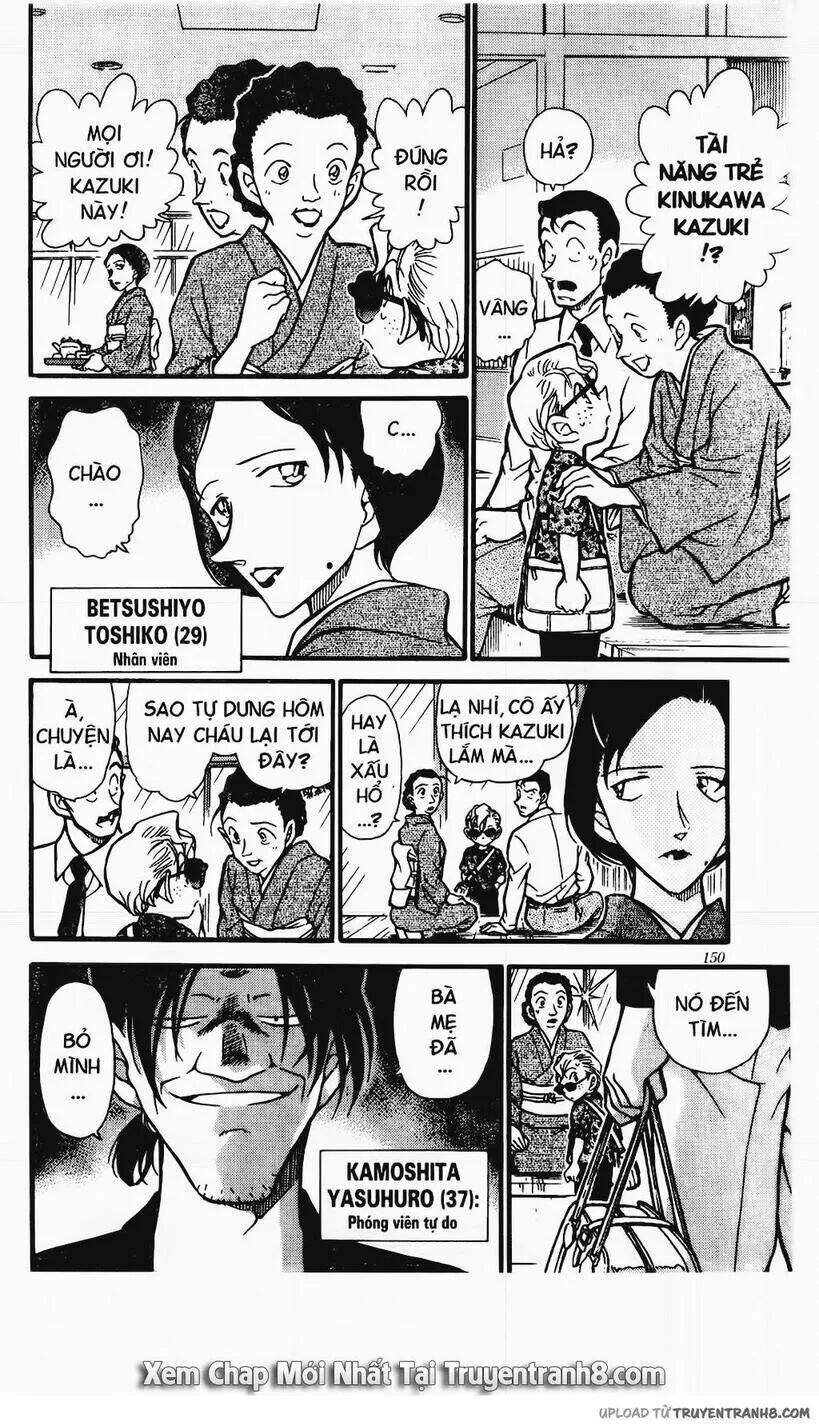 TÀI
NĂNG TRẺ
KINUKAWA
KAZUKI
!?
HẢ?
VÂNG
...
ĐÚNG
RỒI!
MỌI
NGƯỜI ƠI!
KAZUKI
NÀY!
C...
CHÀO
...
BETSUSHIYO
TOSHIKO (29)
Nhân viên
LẠ NHỈ, CÔ ẤY
THÍCH KAZUKI
LẮM MÀ...
HAY
LÀ
XẤU
HỔ
...?
SAO TỰ DƯNG HÔM
NAY CHÁU LẠI TỚI
ĐÂY?
À,
CHUYỆN
LÀ...
150
NÓ ĐẾN
TÌM...
BÀ
MẸ
ĐÃ
...
BỎ
MÌNH
...
KAMOSHITA
YASUHURO (37):
Phóng viên tự do
Xem Chap Mới Nhất Tại Truyentranh8.com
UPLOAD TỪ TRUYENTRANH8.COM